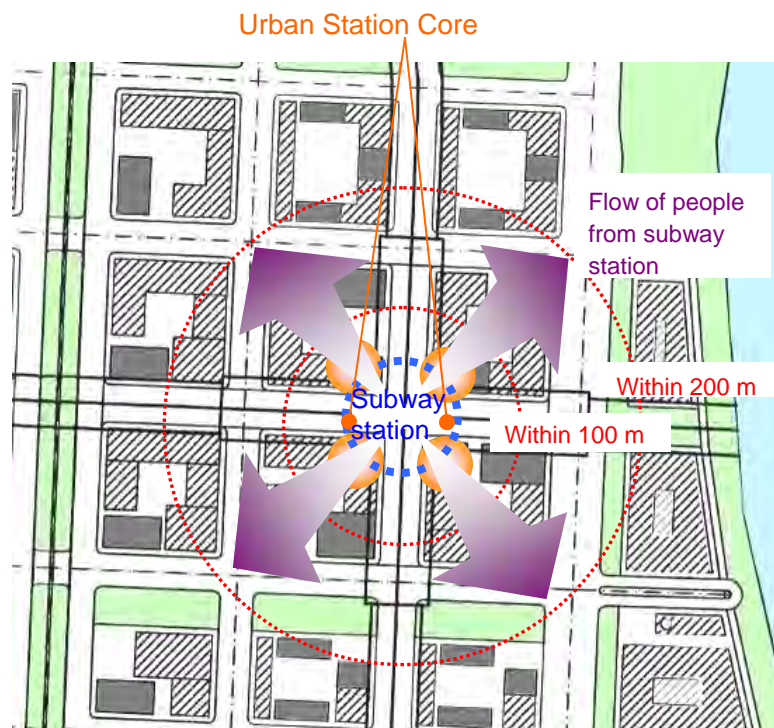 Urban Station Core
Flow of people
from subway
station
Within 200 m
Subway
station
Within 100 m